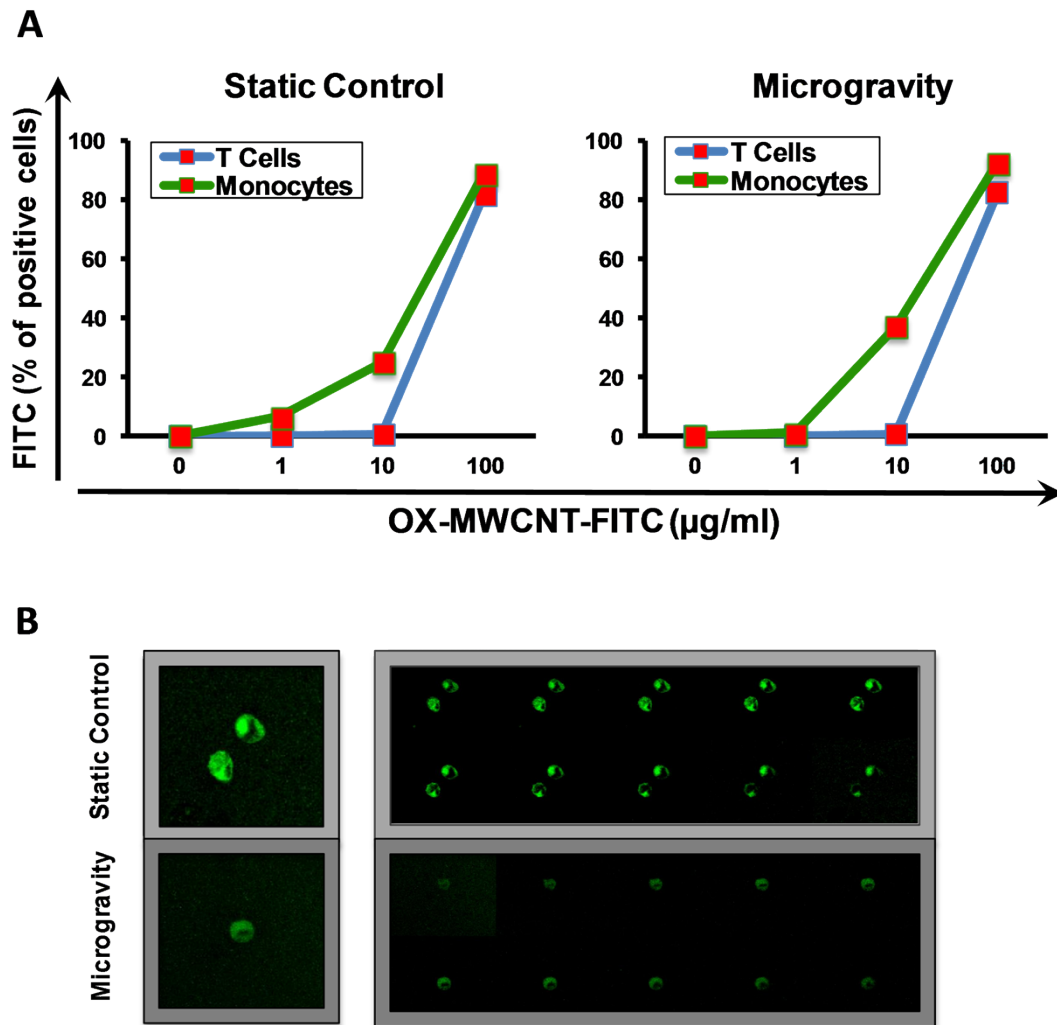 A
Static Control
Microgravity
FITC (% of positive cells)
100
80
60
40
20
0
T Cells
Monocytes
0
1
10
100
100
80
60
40
20
0
T Cells
Monocytes
0
1
10
100
OX-MWCNT-FITC (µg/ml)
B
Static Control
Microgravity